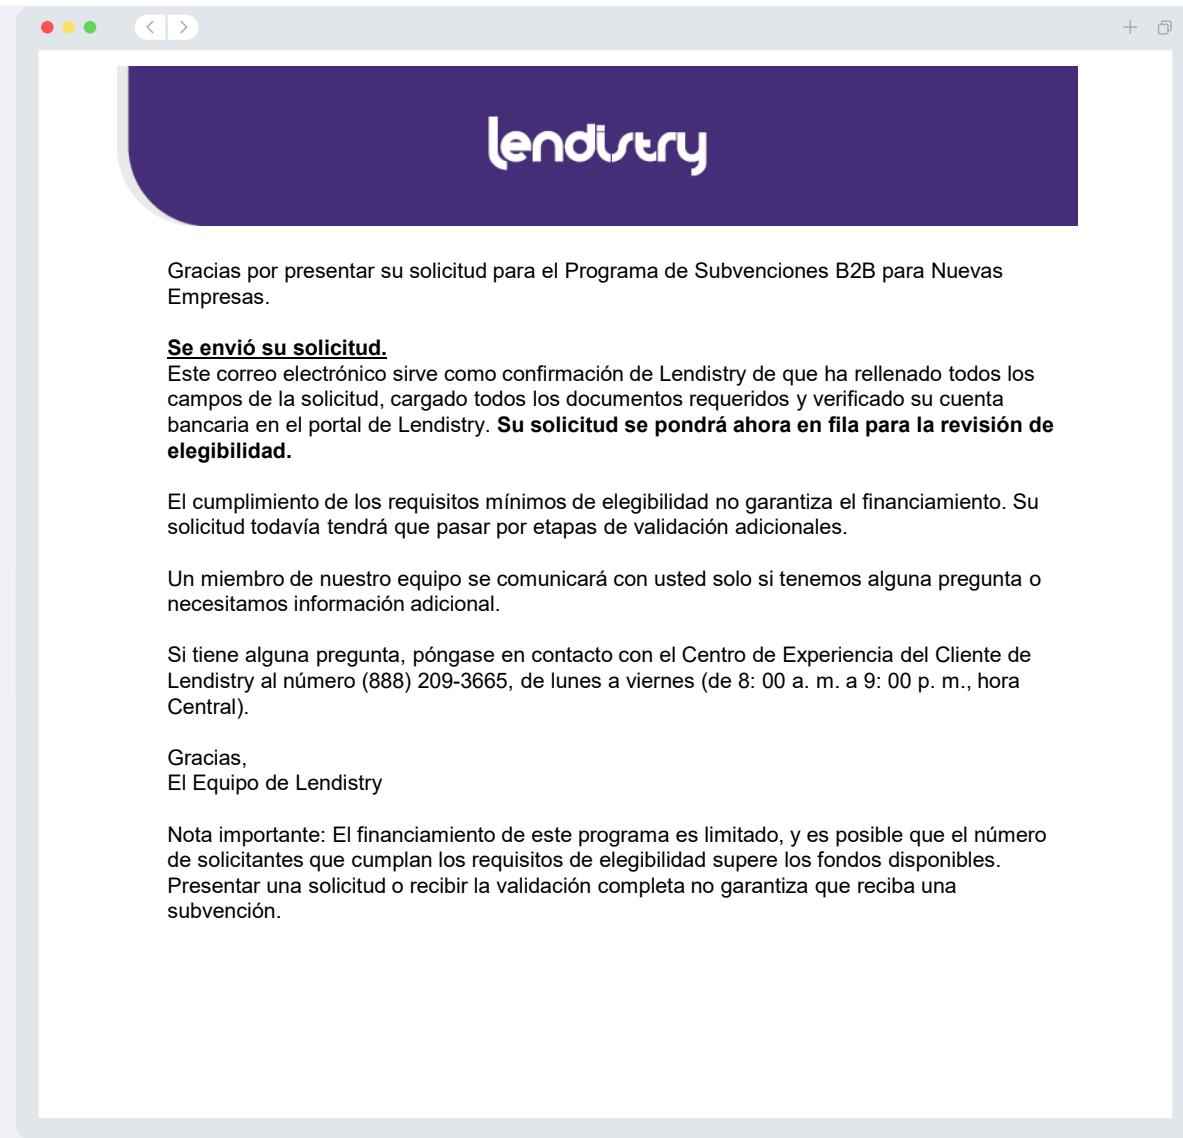 lendistry
Gracias por presentar su solicitud para el Programa de Subvenciones B2B para Nuevas
Empresas.
Se envió su solicitud.
Este correo electrónico sirve como confirmación de Lendistry de que ha rellenado todos los
campos de la solicitud, cargado todos los documentos requeridos y verificado su cuenta
bancaria en el portal de Lendistry. Su solicitud se pondrá ahora en fila para la revisión de
elegibilidad.
El cumplimiento de los requisitos mínimos de elegibilidad no garantiza el financiamiento. Su
solicitud todavía tendrá que pasar por etapas de validación adicionales.
Un miembro de nuestro equipo se comunicará con usted solo si tenemos alguna pregunta o
necesitamos información adicional.
Si tiene alguna pregunta, póngase en contacto con el Centro de Experiencia del Cliente de
Lendistry al número (888) 209-3665, de lunes a viernes (de 8: 00 a. m. a 9: 00 p. m., hora
Central).
Gracias,
El Equipo de Lendistry
Nota importante: El financiamiento de este programa es limitado, y es posible que el número
de solicitantes que cumplan los requisitos de elegibilidad supere los fondos disponibles.
Presentar una solicitud o recibir la validación completa no garantiza que reciba una
subvención.